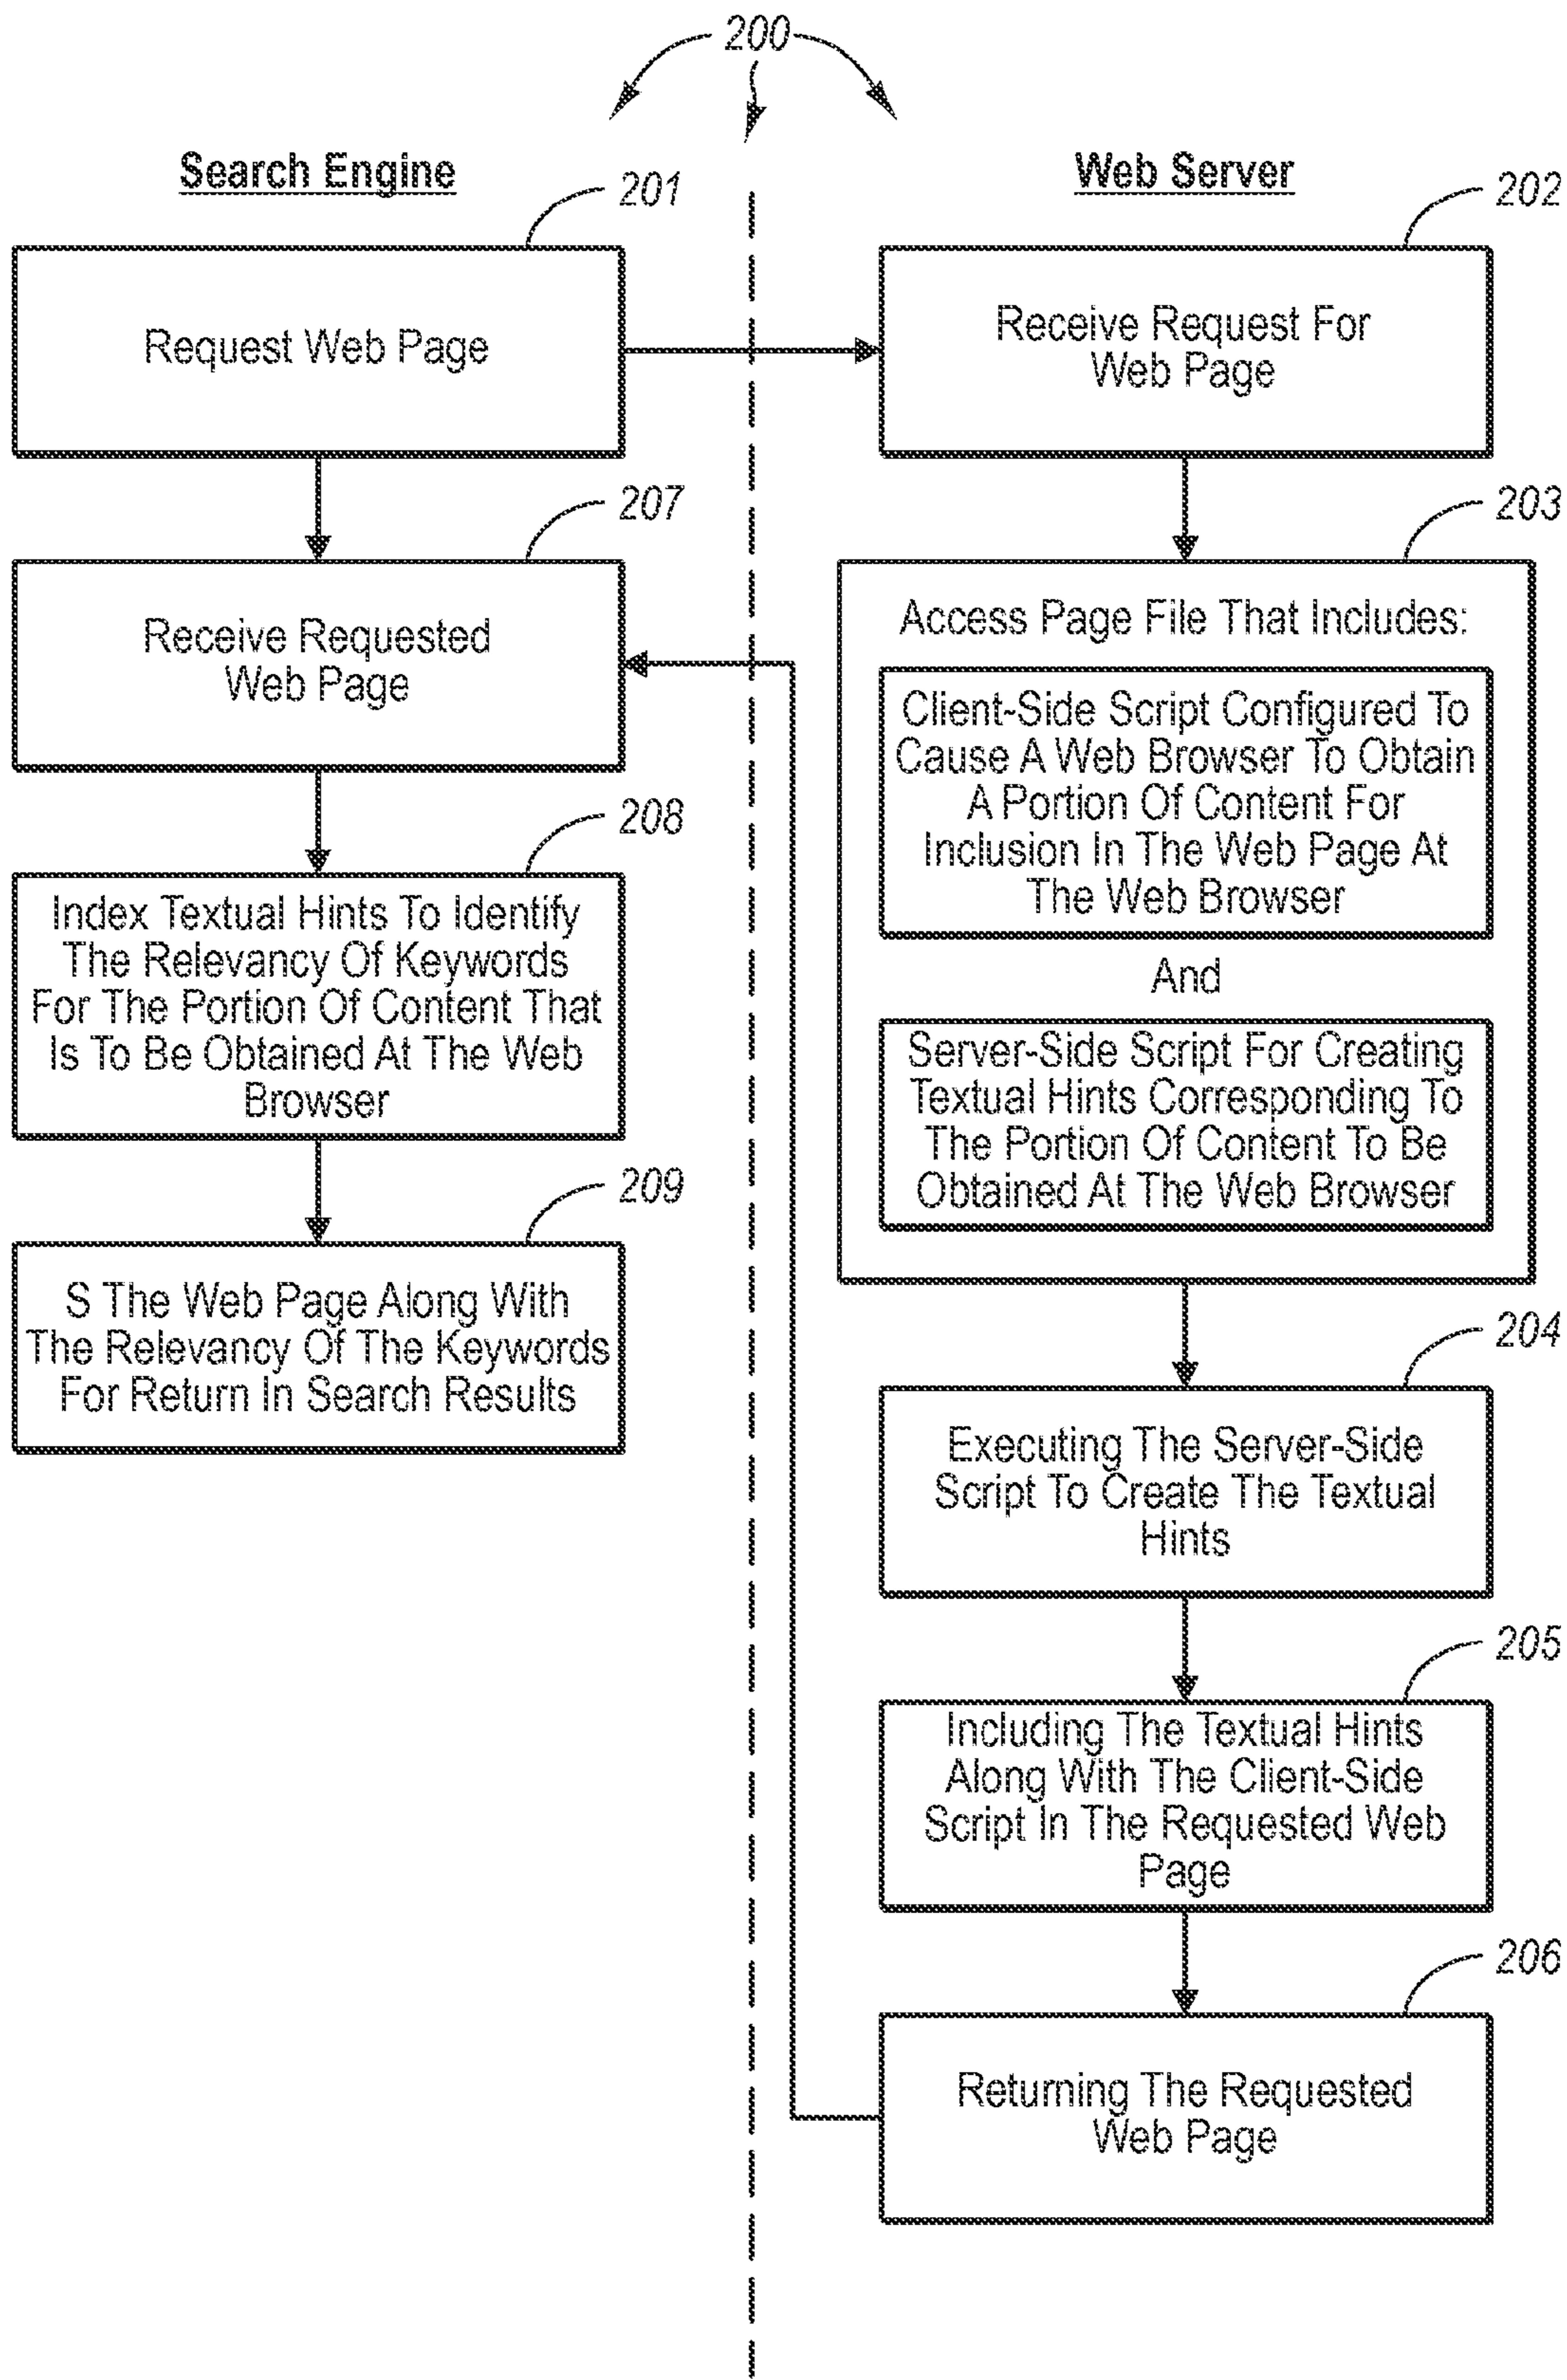 200
Search Engine
Web Server
201
Request Web Page
202
Receive Request For
Web Page
207
Receive Requested
Web Page
203
Access Page File That Includes:
Client-Side Script Configured To
Cause A Web Browser To Obtain
A Portion Of Content For
Inclusion In The Web Page At
The Web Browser
And
Server-Side Script For Creating
Textual Hints Corresponding To
The Portion Of Content To Be
Obtained At The Web Browser
208
Index Textual Hints To Identify
The Relevancy Of Keywords
For The Portion Of Content That
Is To Be Obtained At The Web
Browser
209
S The Web Page Along With
The Relevancy Of The Keywords
For Return In Search Results
204
Executing The Server-Side
Script To Create The Textual
Hints
205
Including The Textual Hints
Along With The Client-Side
Script In The Requested Web
Page
206
Returning The Requested
Web Page